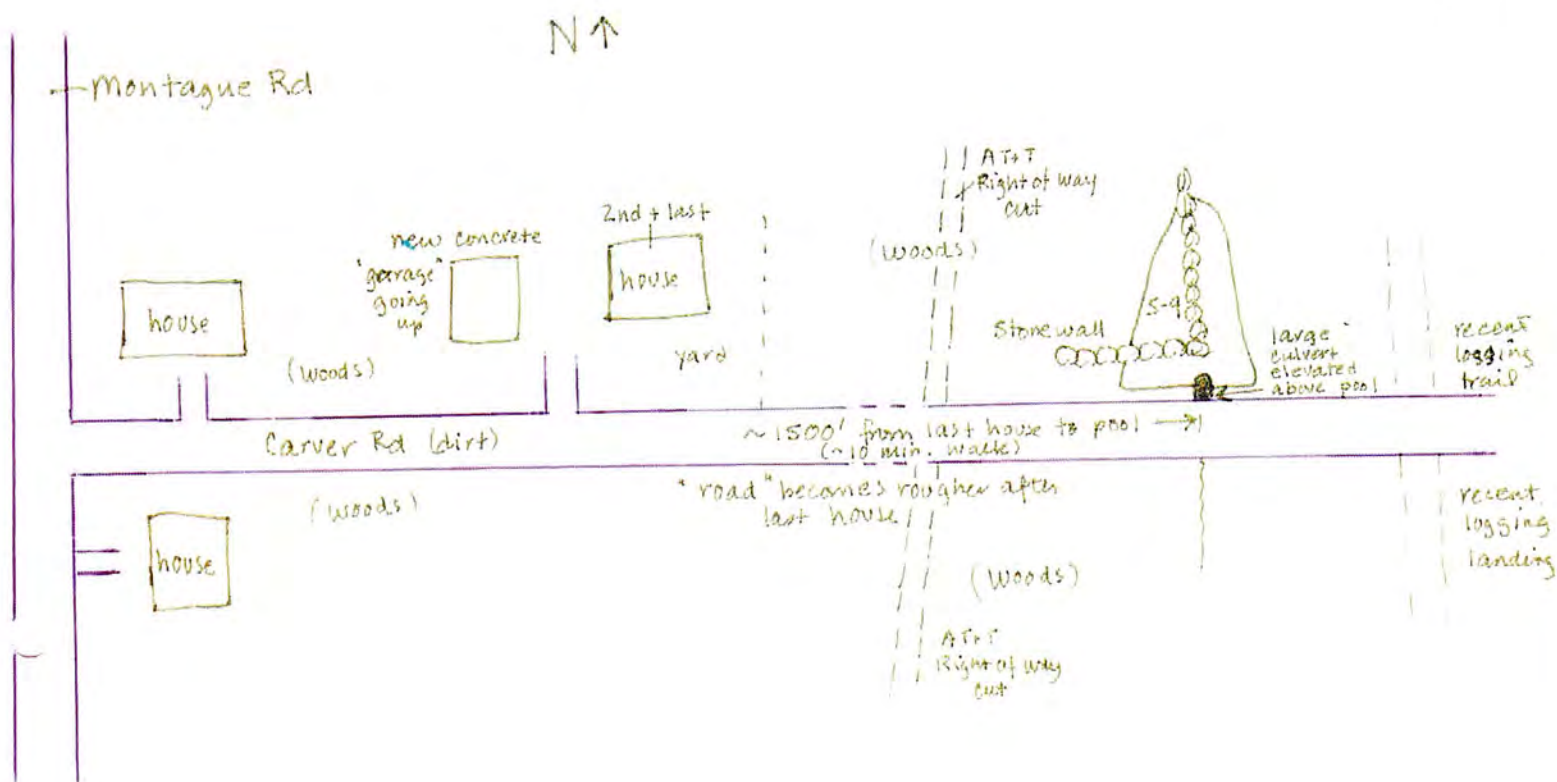 N ↑
Montague Rd
AT+T
Right of way
cut
2nd + last
house
new concrete
"garage"
going
up
house
(woods)
(woods)
Stonewall
S-9
large
culvert
elevated
above pool
recent
logging
trail
yard
(woods)
Carver Rd (dirt)
~1500' from last house to pool →
(~10 min. walk)
"road" becomes rougher after
last house
(woods)
house
(woods)
recent
logging
landing
AT+T
Right of way
cut